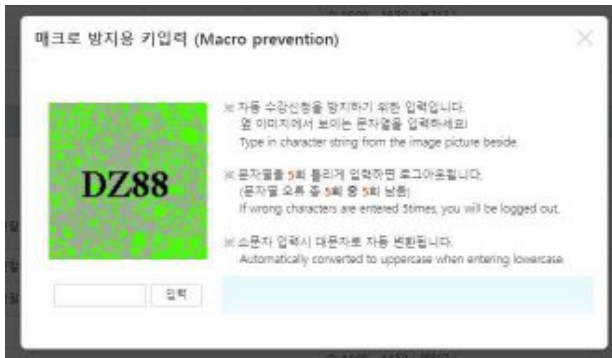 매크로 방지용 키입력 (Macro prevention)
DZ88
※ 자동 수강신청을 방지하기 위한 입력입니다.
옆 이미지에서 보이는 문자열을 입력하세요!
Type in character string from the image picture beside.
※ 문자열을 5회 틀리게 입력하면 로그아웃됩니다.
(문자열 오류 총 5회 중 5회 남음)
If wrong characters are entered 5times, you will be logged out.
※ 소문자 입력시 대문자로 자동 변환됩니다.
Automatically converted to uppercase when entering lowercase.
입력